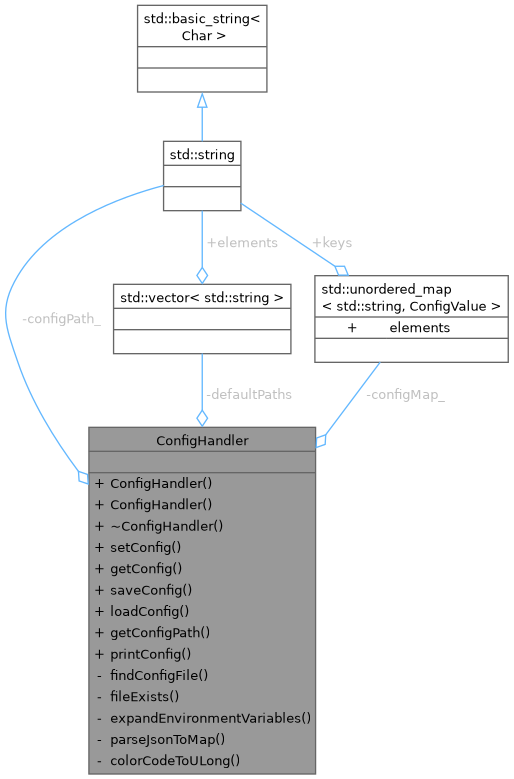 std::basic_string<
Char >
std::string
+elements
+keys
std::vector< std::string >
std::unordered_map
< std::string, ConfigValue >
+ elements
-configPath_
-defaultPaths
-configMap_
ConfigHandler
+ ConfigHandler()
+ ConfigHandler()
+ ~ConfigHandler()
+ setConfig()
+ getConfig()
+ saveConfig()
+ loadConfig()
+ getConfigPath()
+ printConfig()
- findConfigFile()
- fileExists()
- expandEnvironmentVariables()
- parseJsonToMap()
- colorCodeToULong()